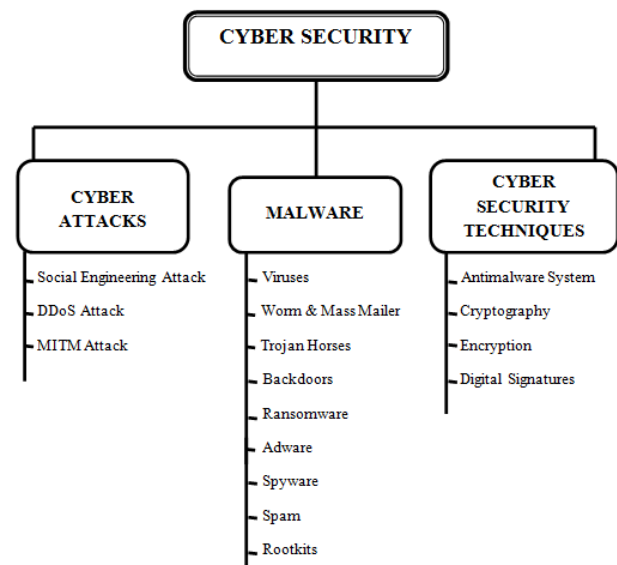 CYBER SECURITY
CYBER
ATTACKS
Social Engineering Attack
DDoS Attack
MITM Attack
MALWARE
Viruses
Worm & Mass Mailer
Trojan Horses
Backdoors
Ransomware
Adware
Spyware
Spam
Rootkits
CYBER
SECURITY
TECHNIQUES
Antimalware System
Cryptography
Encryption
Digital Signatures